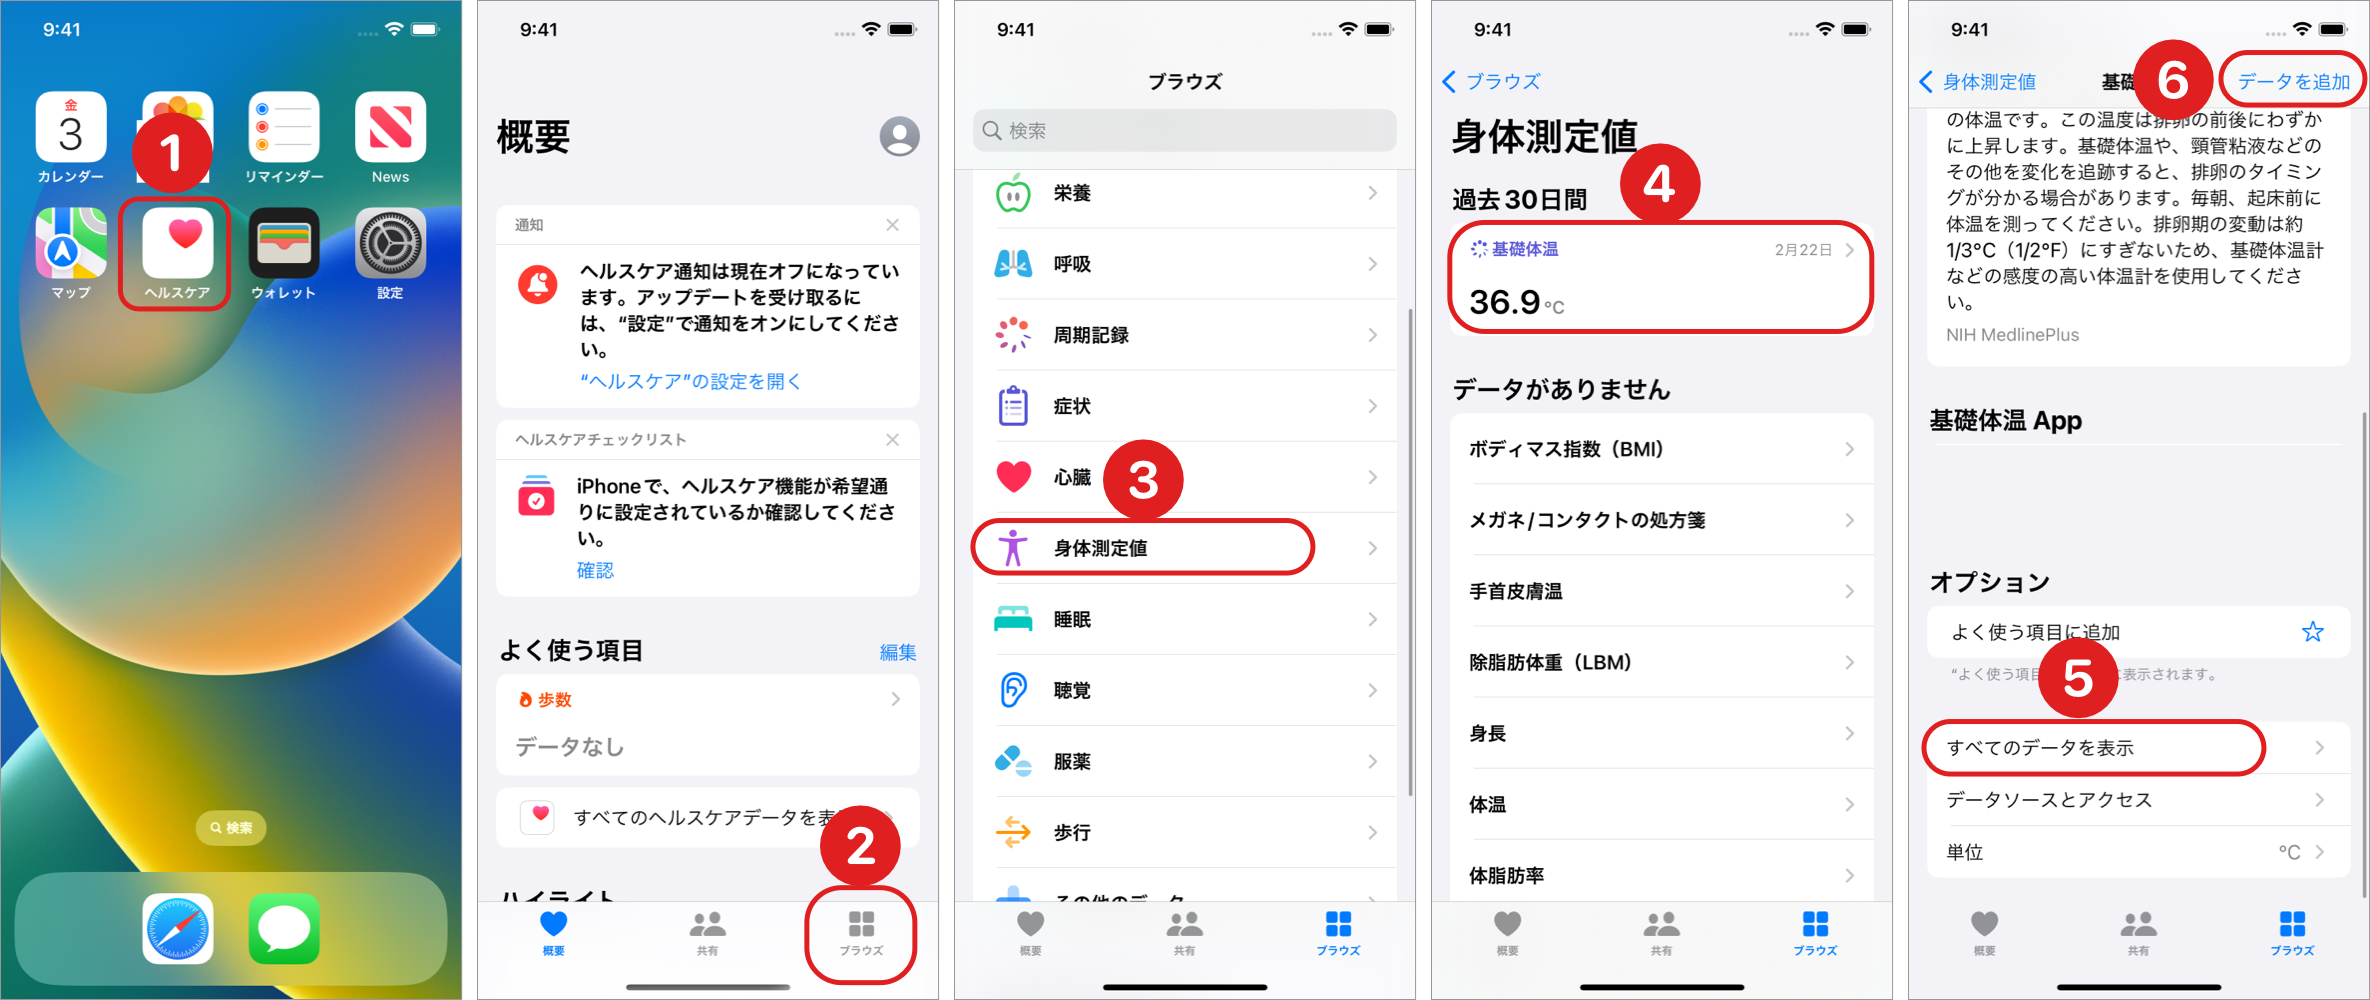 9:41
金
3
カレンダー
1
リマインダー
News
マップ
ヘルスケア
ウォレット
設定
検索
9:41
概要
通知
ヘルスケア通知は現在オフになってい
ます。アップデートを受け取るに
は、“設定”で通知をオンにしてくださ
い。
“ヘルスケア”の設定を開く
ヘルスケアチェックリスト
iPhoneで、ヘルスケア機能が希望通
りに設定されているか確認してくださ
い。
確認
よく使う項目
編集
歩数
データなし
すべてのヘルスケアデータを表
2
ハイライト
概要
共有
ブラウズ
9:41
ブラウズ
検索
栄養
呼吸
周期記録
症状
心臓
3
身体測定値
睡眠
聴覚
服薬
歩行
その他のデータ
概要
共有
ブラウズ
9:41
ブラウズ
身体測定値
4
過去30日間
基礎体温
2月22日
36.9 °C
データがありません
ボディマス指数（BMI）
メガネ/コンタクトの処方箋
手首皮膚温
除脂肪体重（LBM）
身長
体温
体脂肪率
概要
共有
ブラウズ
9:41
身体測定値
基礎
6
データを追加
の体温です。この温度は排卵の前後にわずか
に上昇します。基礎体温や、頸管粘液などの
その他を変化を追跡すると、排卵のタイミン
グが分かる場合があります。毎朝、起床前に
体温を測ってください。排卵期の変動は約
1/3°C（1/2°F）にすぎないため、基礎体温計
などの感度の高い体温計を使用してくださ
い。
NIH MedlinePlus
基礎体温 App
オプション
よく使う項目に追加
“よく使う項目
5
に表示されます。
すべてのデータを表示
データソースとアクセス
単位
°C
概要
共有
ブラウズ